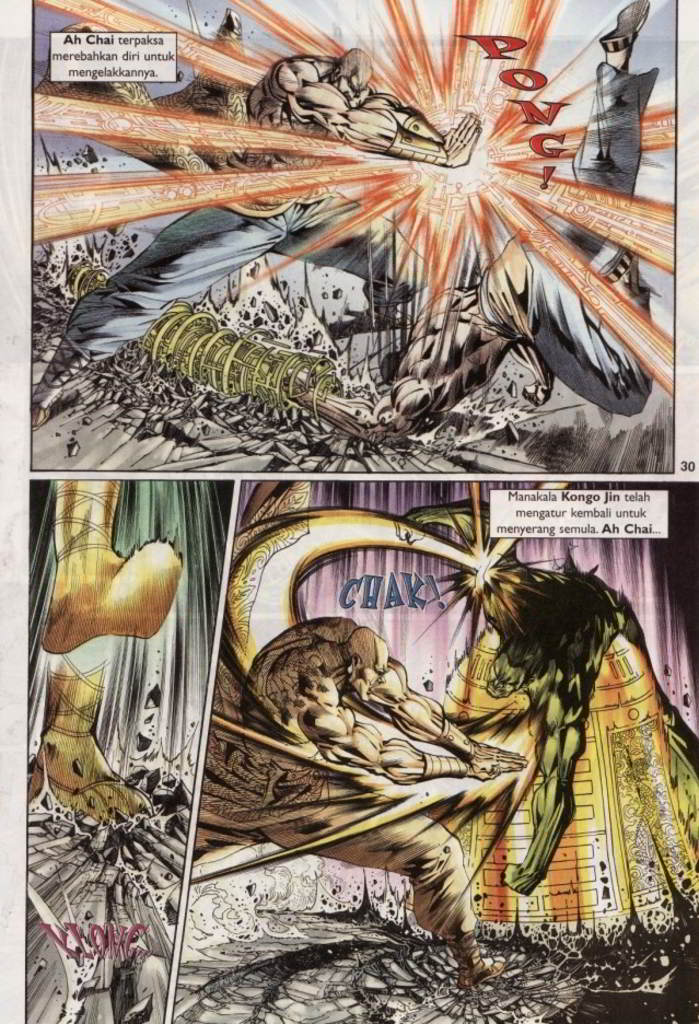 Ah Chai terpaksa
merebahkan diri untuk
mengelakkannya.
PONG!
30
Manakala Kongo Jin telah
mengatur kembali untuk
menyerang semula. Ah Chai...
CHAK!